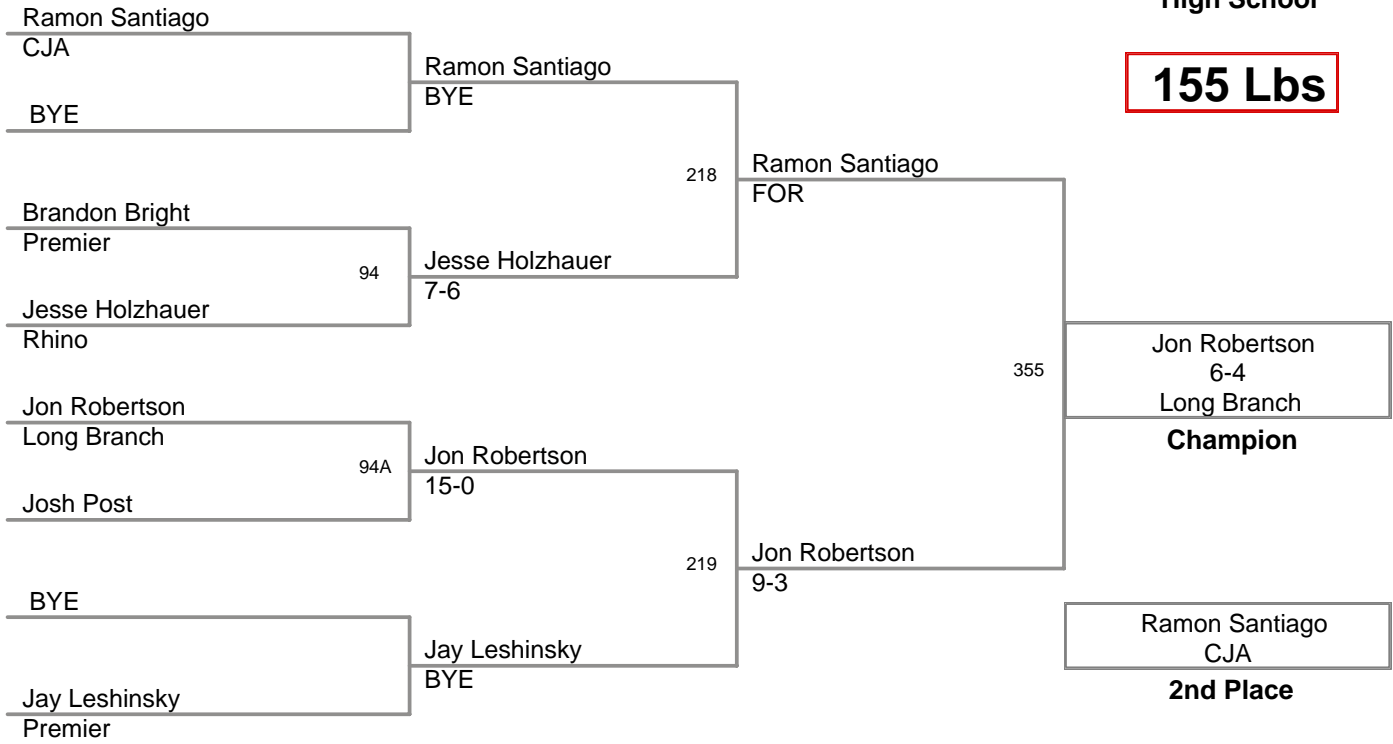 High School
155 Lbs
Ramon Santiago
CJA
BYE
Brandon Bright
Premier
94
Jesse Holzhauer
Rhino
Jon Robertson
Long Branch
94A
Josh Post
BYE
Jay Leshinsky
Premier
Ramon Santiago
BYE
218
Jesse Holzhauer
7-6
Jon Robertson
15-0
219
Jay Leshinsky
BYE
Ramon Santiago
FOR
355
Jon Robertson
9-3
Jon Robertson
6-4
Long Branch
Champion
Ramon Santiago
CJA
2nd Place